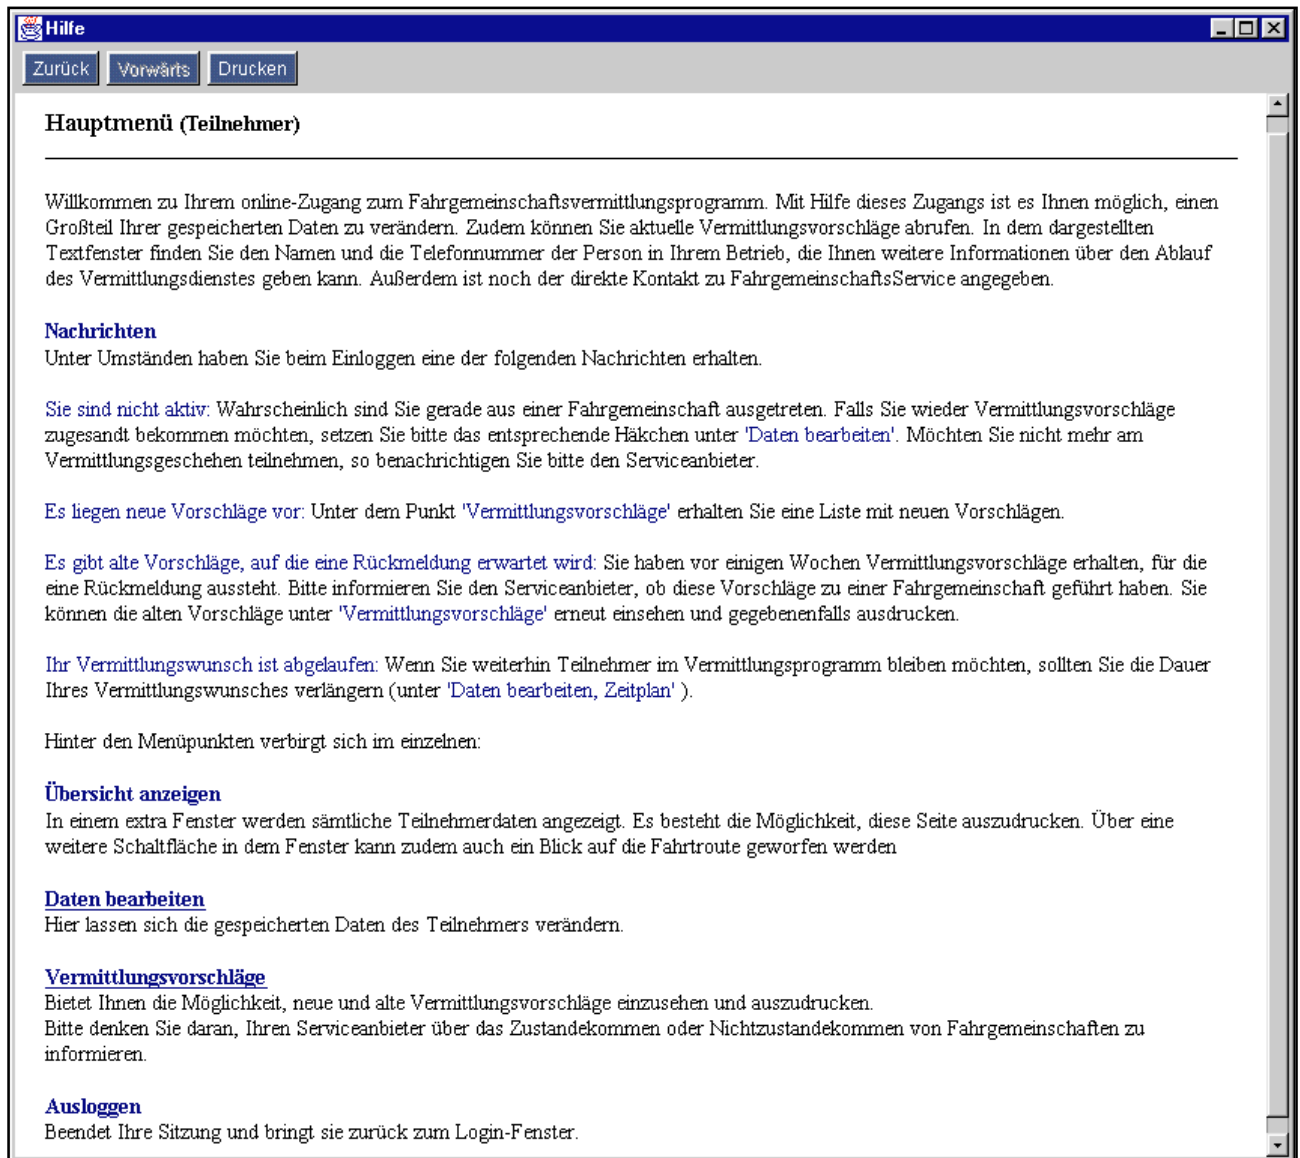 Hilfe
Zurück Vorwärts Drucken
Hauptmenü (Teilnehmer)
Willkommen zu Ihrem online-Zugang zum Fahrgemeinschaftsvermittlungsprogramm. Mit Hilfe dieses Zugangs ist es Ihnen möglich, einen
Großteil Ihrer gespeicherten Daten zu verändern. Zudem können Sie aktuelle Vermittlungsvorschläge abrufen. In dem dargestellten
Textfenster finden Sie den Namen und die Telefonnummer der Person in Ihrem Betrieb, die Ihnen weitere Informationen über den Ablauf
des Vermittlungsdienstes geben kann. Außerdem ist noch der direkte Kontakt zu FahrgemeinschaftsService angegeben.
Nachrichten
Unter Umständen haben Sie beim Einloggen eine der folgenden Nachrichten erhalten.
Sie sind nicht aktiv: Wahrscheinlich sind Sie gerade aus einer Fahrgemeinschaft ausgetreten. Falls Sie wieder Vermittlungsvorschläge
zugesandt bekommen möchten, setzen Sie bitte das entsprechende Häkchen unter 'Daten bearbeiten'. Möchten Sie nicht mehr am
Vermittlungsgeschehen teilnehmen, so benachrichtigen Sie bitte den Serviceanbieter.
Es liegen neue Vorschläge vor: Unter dem Punkt 'Vermittlungsvorschläge' erhalten Sie eine Liste mit neuen Vorschlägen.
Es gibt alte Vorschläge, auf die eine Rückmeldung erwartet wird: Sie haben vor einigen Wochen Vermittlungsvorschläge erhalten, für die
eine Rückmeldung aussteht. Bitte informieren Sie den Serviceanbieter, ob diese Vorschläge zu einer Fahrgemeinschaft geführt haben. Sie
können die alten Vorschläge unter 'Vermittlungsvorschläge' erneut einsehen und gegebenenfalls ausdrucken.
Ihr Vermittlungswunsch ist abgelaufen: Wenn Sie weiterhin Teilnehmer im Vermittlungsprogramm bleiben möchten, sollten Sie die Dauer
Ihres Vermittlungswunsches verlängern (unter 'Daten bearbeiten, Zeitplan' ).
Hinter den Menüpunkten verbirgt sich im einzelnen:
Übersicht anzeigen
In einem extra Fenster werden sämtliche Teilnehmerdaten angezeigt. Es besteht die Möglichkeit, diese Seite auszudrucken. Über eine
weitere Schaltfläche in dem Fenster kann zudem auch ein Blick auf die Fahrtroute geworfen werden
Daten bearbeiten
Hier lassen sich die gespeicherten Daten des Teilnehmers verändern.
Vermittlungsvorschläge
Bietet Ihnen die Möglichkeit, neue und alte Vermittlungsvorschläge einzusehen und auszudrucken.
Bitte denken Sie daran, Ihren Serviceanbieter über das Zustandekommen oder Nichtzustandekommen von Fahrgemeinschaften zu
informieren.
Ausloggen
Beendet Ihre Sitzung und bringt sie zurück zum Login-Fenster.